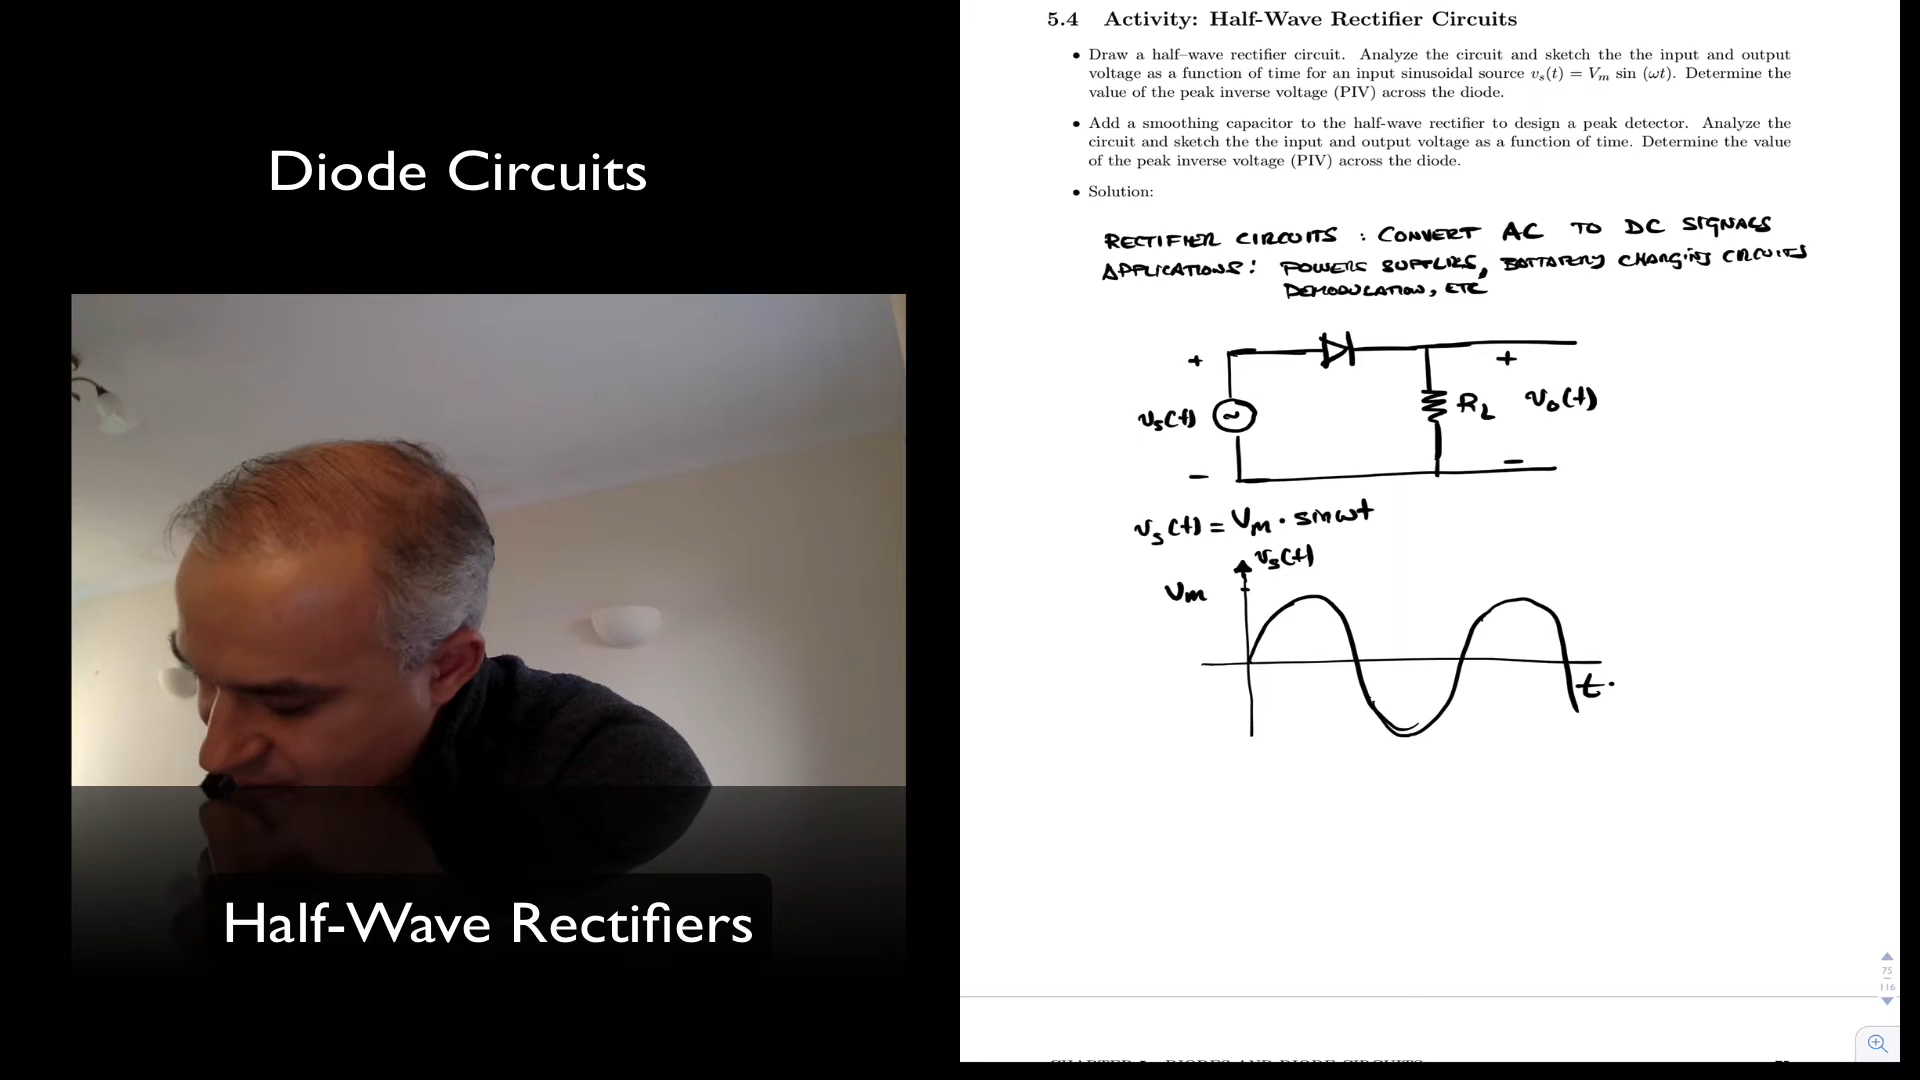 Diode Circuits
Half-Wave Rectifiers
5.4 Activity: Half-Wave Rectifier Circuits
• Draw a half–wave rectifier circuit. Analyze the circuit and sketch the the input and output
voltage as a function of time for an input sinusoidal source vs(t) = Vm sin (ωt). Determine the
value of the peak inverse voltage (PIV) across the diode.
• Add a smoothing capacitor to the half-wave rectifier to design a peak detector. Analyze the
circuit and sketch the the input and output voltage as a function of time. Determine the value
of the peak inverse voltage (PIV) across the diode.
• Solution:
RECTIFIER CIRCUITS : CONVERT AC TO DC SIGNALS
APPLICATIONS: POWERS SUPPLIES, BATTARERY CHARGING CIRCUITS
DEMODULATION, ETC
+ +
vs(t) ~ RL vo(t)
− −
vs(t) = Vm · sinωt
vs(t)
Vm
t.
75
116